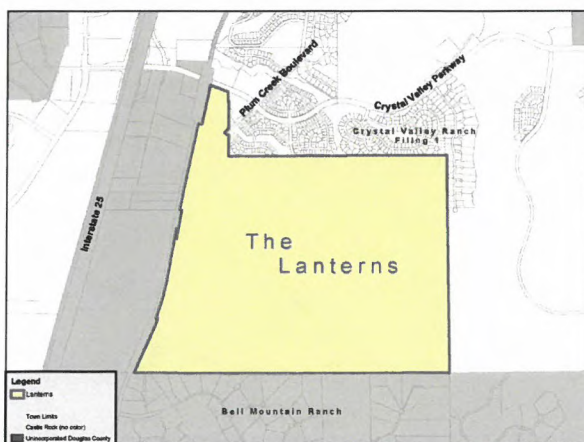 Plum Creek Boulevard
Crystal Valley Parkway
Crystal Valley Ranch
Filing 1
Interstate 25
The
Lanterns
Legend
Lanterns
Town Limits
Castle Rock (no color)
Unincorporated Douglas County
Bell Mountain Ranch